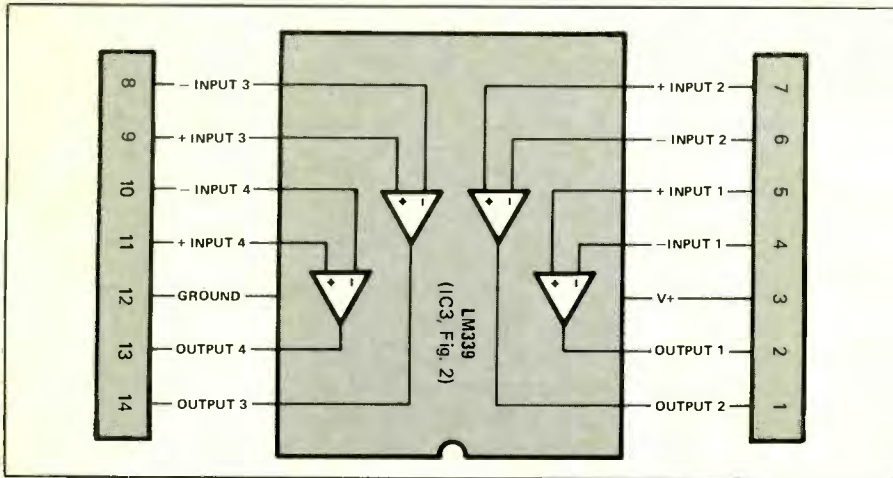 8 – INPUT 3
9 + INPUT 3
10 – INPUT 4
11 + INPUT 4
12 GROUND
13 OUTPUT 4
14 OUTPUT 3
+ –
+ –
+ –
+ –
LM339
(IC3, Fig. 2)
+ INPUT 2 7
– INPUT 2 6
+ INPUT 1 5
–INPUT 1 4
V+ 3
OUTPUT 1 2
OUTPUT 2 1